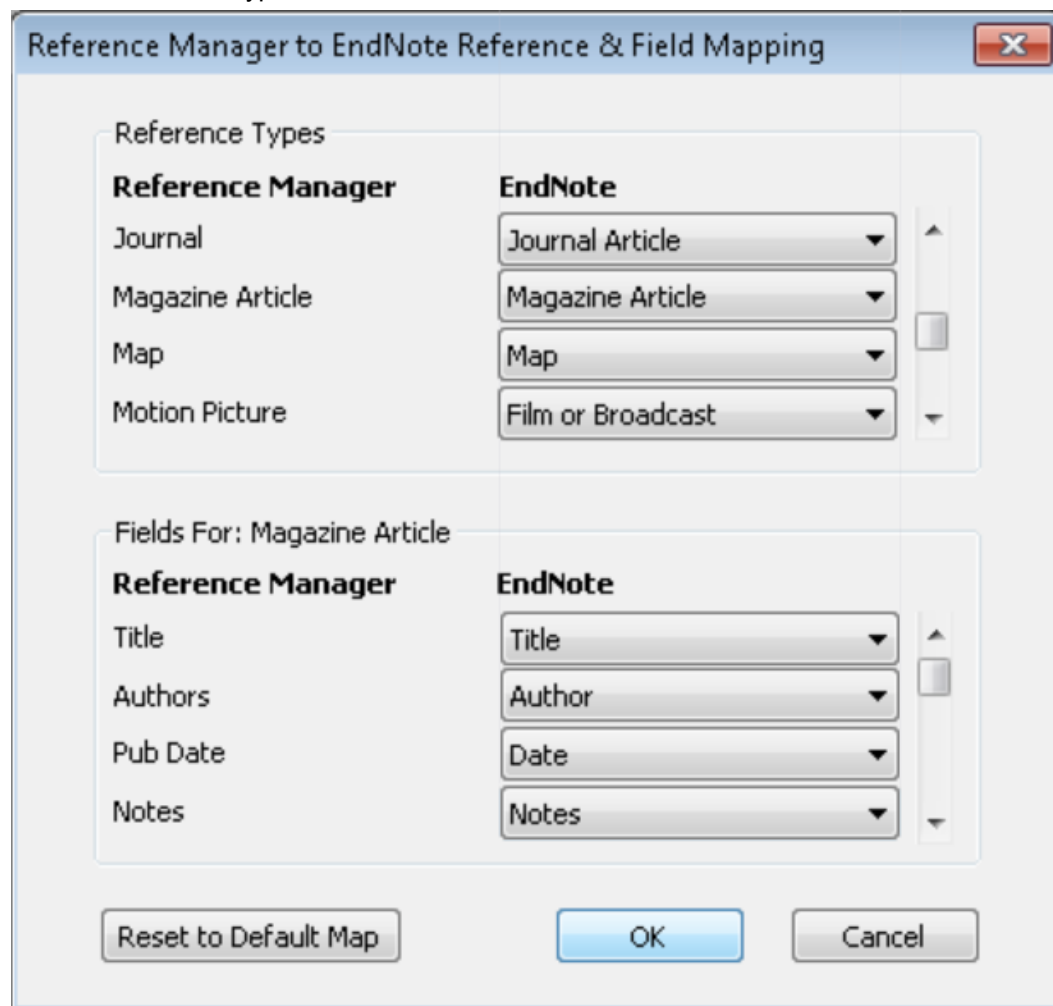 Reference Manager to EndNote Reference & Field Mapping
Reference Types
Reference Manager EndNote
Journal Journal Article
Magazine Article Magazine Article
Map Map
Motion Picture Film or Broadcast
Fields For: Magazine Article
Reference Manager EndNote
Title Title
Authors Author
Pub Date Date
Notes Notes
Reset to Default Map OK Cancel